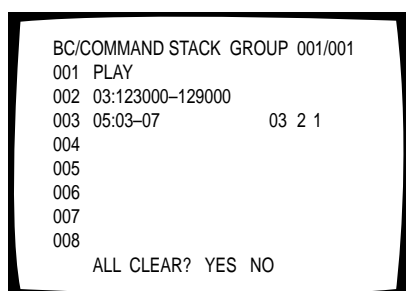 BC/COMMAND STACK GROUP 001/001
001 PLAY
002 03:123000–129000
003 05:03–07 03 2 1
004
005
006
007
008
ALL CLEAR? YES NO